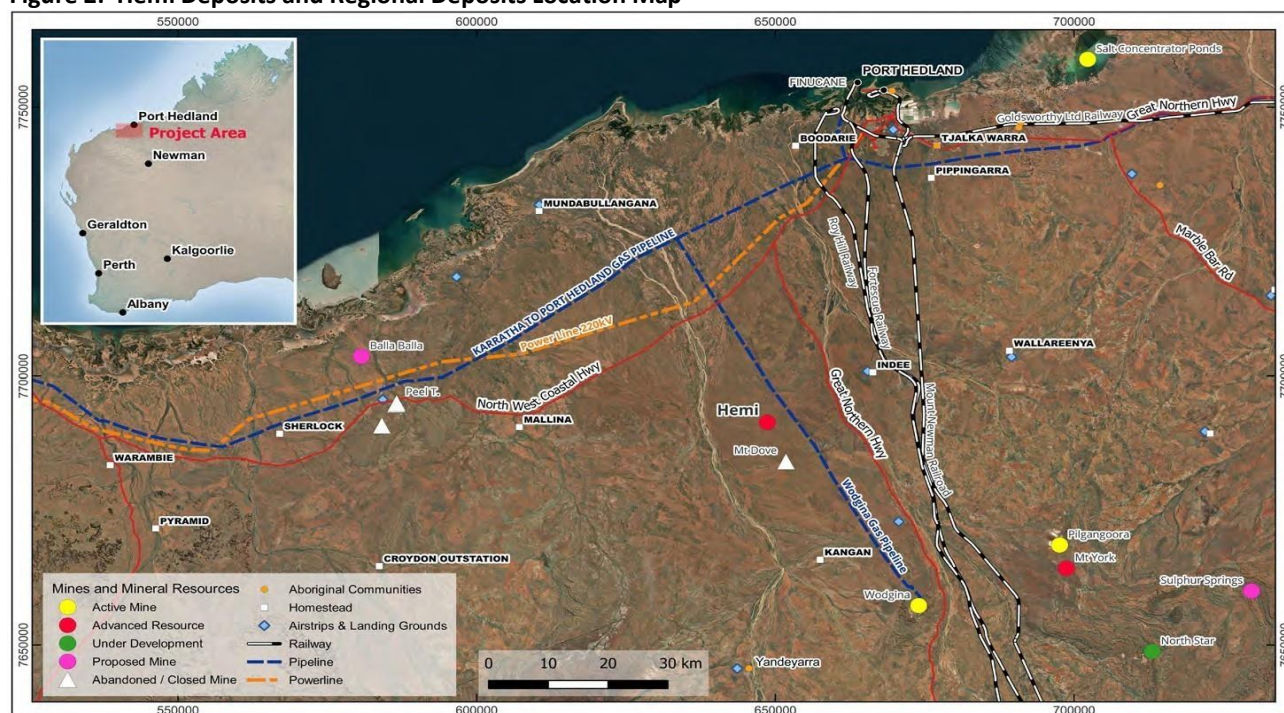 Figure 2: Hemi Deposits and Regional Deposits Location Map
550000
600000
650000
700000
7750000
7750000
7700000
7700000
7650000
7650000
Port Hedland
Project Area
Newman
Geraldton
Kalgoorlie
Perth
Albany
Salt Concentrator Ponds
PORT HEDLAND
FINUCANE
Goldsworthy Ltd Railway
Great Northern Hwy
BOODARIE
TJALKA WARRA
PIPPINGARRA
MUNDABULLANGANA
Marble Bar Rd
KARRATHA TO PORT HEDLAND GAS PIPELINE
Roy Hill Railway
Fortescue Railway
Power Line 220kV
Balla Balla
WALLAREENYA
INDEE
Peel T.
North West Coastal Hwy
Great Northern Hwy
Mount Newman Railroad
Hemi
MALLINA
SHERLOCK
Mt Dove
WARAMBIE
Wodgina Gas Pipeline
PYRAMID
Pilgangoora
KANGAN
CROYDON OUTSTATION
Mt York
Sulphur Springs
Wodgina
North Star
Yandeyarra
Mines and Mineral Resources
Active Mine
Advanced Resource
Under Development
Proposed Mine
Abandoned / Closed Mine
Aboriginal Communities
Homestead
Airstrips & Landing Grounds
Railway
Pipeline
Powerline
0 10 20 30 km